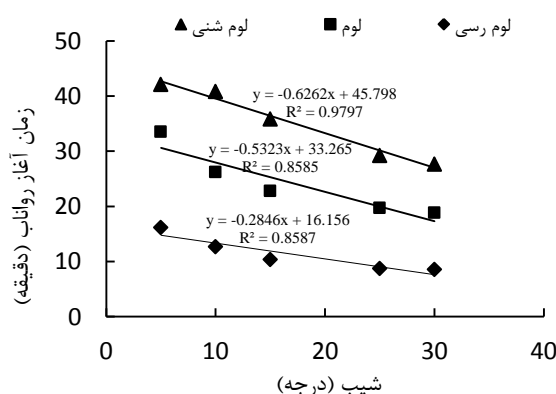 لوم شنی لوم لوم رسی
50
40
30
20
10
0
زمان آغاز رواناب (دقیقه)
y = -0.6262x + 45.798
R² = 0.9797
y = -0.5323x + 33.265
R² = 0.8585
y = -0.2846x + 16.156
R² = 0.8587
0 10 20 30 40
شیب (درجه)